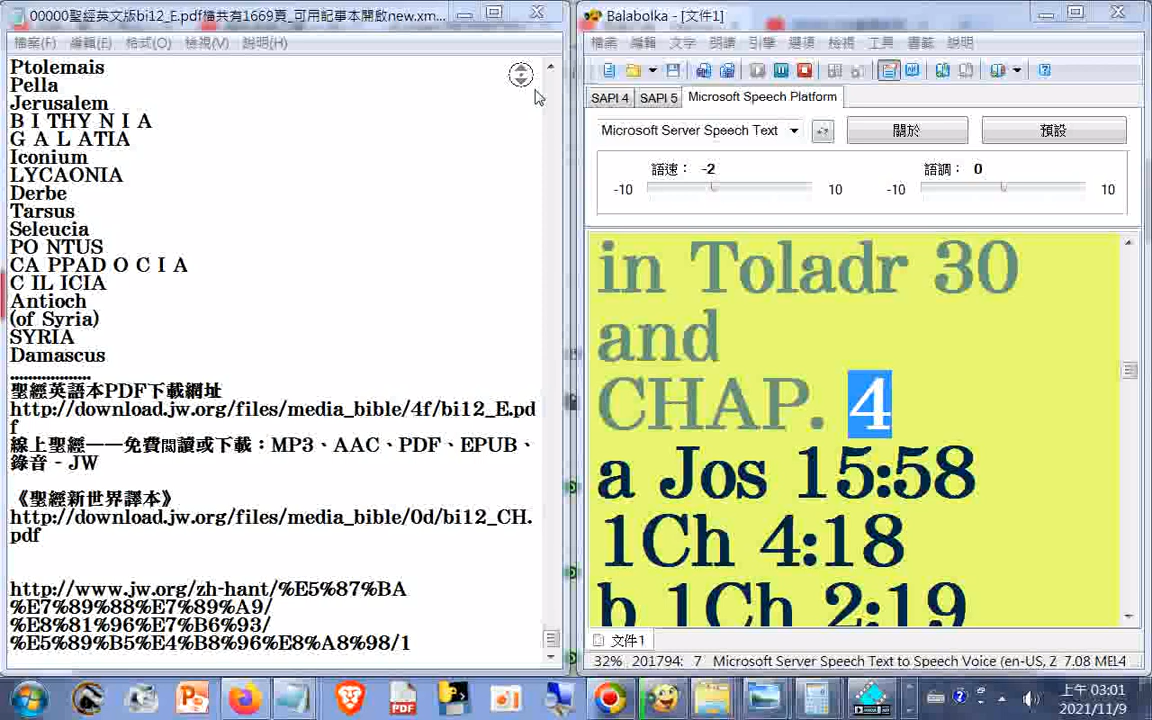 00000聖經英文版bi12_E.pdf檔共有1669頁_可用記事本開啟new.xm...
檔案(F) 編輯(E) 格式(O) 檢視(V) 說明(H)
Ptolemais
Pella
Jerusalem
B I THY N I A
G A L ATIA
Iconium
LYCAONIA
Derbe
Tarsus
Seleucia
PO NTUS
CA PPAD O C I A
C IL ICIA
Antioch
(of Syria)
SYRIA
Damascus
..................
聖經英語本PDF下載網址
http://download.jw.org/files/media_bible/4f/bi12_E.pd
f
線上聖經——免費閲讀或下載：MP3、AAC、PDF、EPUB、
錄音 - JW
《聖經新世界譯本》
http://download.jw.org/files/media_bible/0d/bi12_CH.
pdf
http://www.jw.org/zh-hant/%E5%87%BA
%E7%89%88%E7%89%A9/
%E8%81%96%E7%B6%93/
%E5%89%B5%E4%B8%96%E8%A8%98/1
Balabolka - [文件1]
檔案 編輯 文字 朗讀 引擎 選項 檢視 工具 書籤 說明
SAPI 4 SAPI 5 Microsoft Speech Platform
Microsoft Server Speech Text 關於 預設
語速： -2 語調： 0
-10 10 -10 10
in Toladr 30
and
CHAP. 4
a Jos 15:58
1Ch 4:18
b 1Ch 2:19
文件1
32% 201794: 7 Microsoft Server Speech Text to Speech Voice (en-US, Z 7.08 ME14
PDF
上午 03:01
2021/11/9